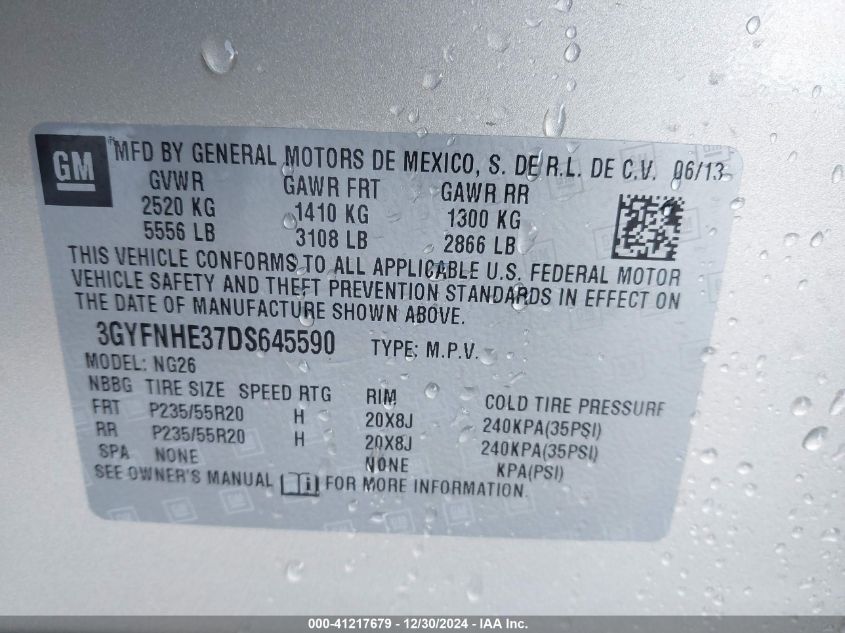 GM
MFD BY GENERAL MOTORS DE MEXICO, S. DE R.L. DE C.V. 06/13
GVWR GAWR FRT GAWR RR
2520 KG 1410 KG 1300 KG
5556 LB 3108 LB 2866 LB
THIS VEHICLE CONFORMS TO ALL APPLICABLE U.S. FEDERAL MOTOR
VEHICLE SAFETY AND THEFT PREVENTION STANDARDS IN EFFECT ON
THE DATE OF MANUFACTURE SHOWN ABOVE.
3GYFNHE37DS645590 TYPE: M.P.V.
MODEL: NG26
NBBG TIRE SIZE SPEED RTG RIM COLD TIRE PRESSURE
FRT P235/55R20 H 20X8J 240KPA(35PSI)
RR P235/55R20 H 20X8J 240KPA(35PSI)
SPA NONE NONE KPA(PSI)
SEE OWNER'S MANUAL FOR MORE INFORMATION.
000-41217679 - 12/30/2024 - IAA Inc.